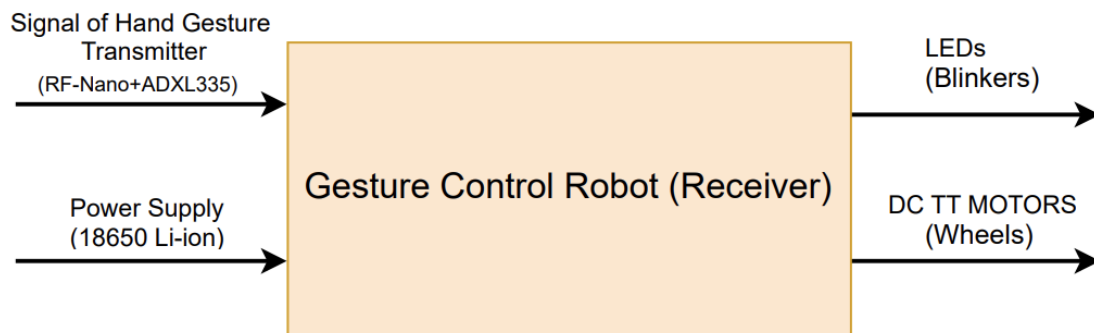 Signal of Hand Gesture
Transmitter
(RF-Nano+ADXL335)
Power Supply
(18650 Li-ion)
Gesture Control Robot (Receiver)
LEDs
(Blinkers)
DC TT MOTORS
(Wheels)